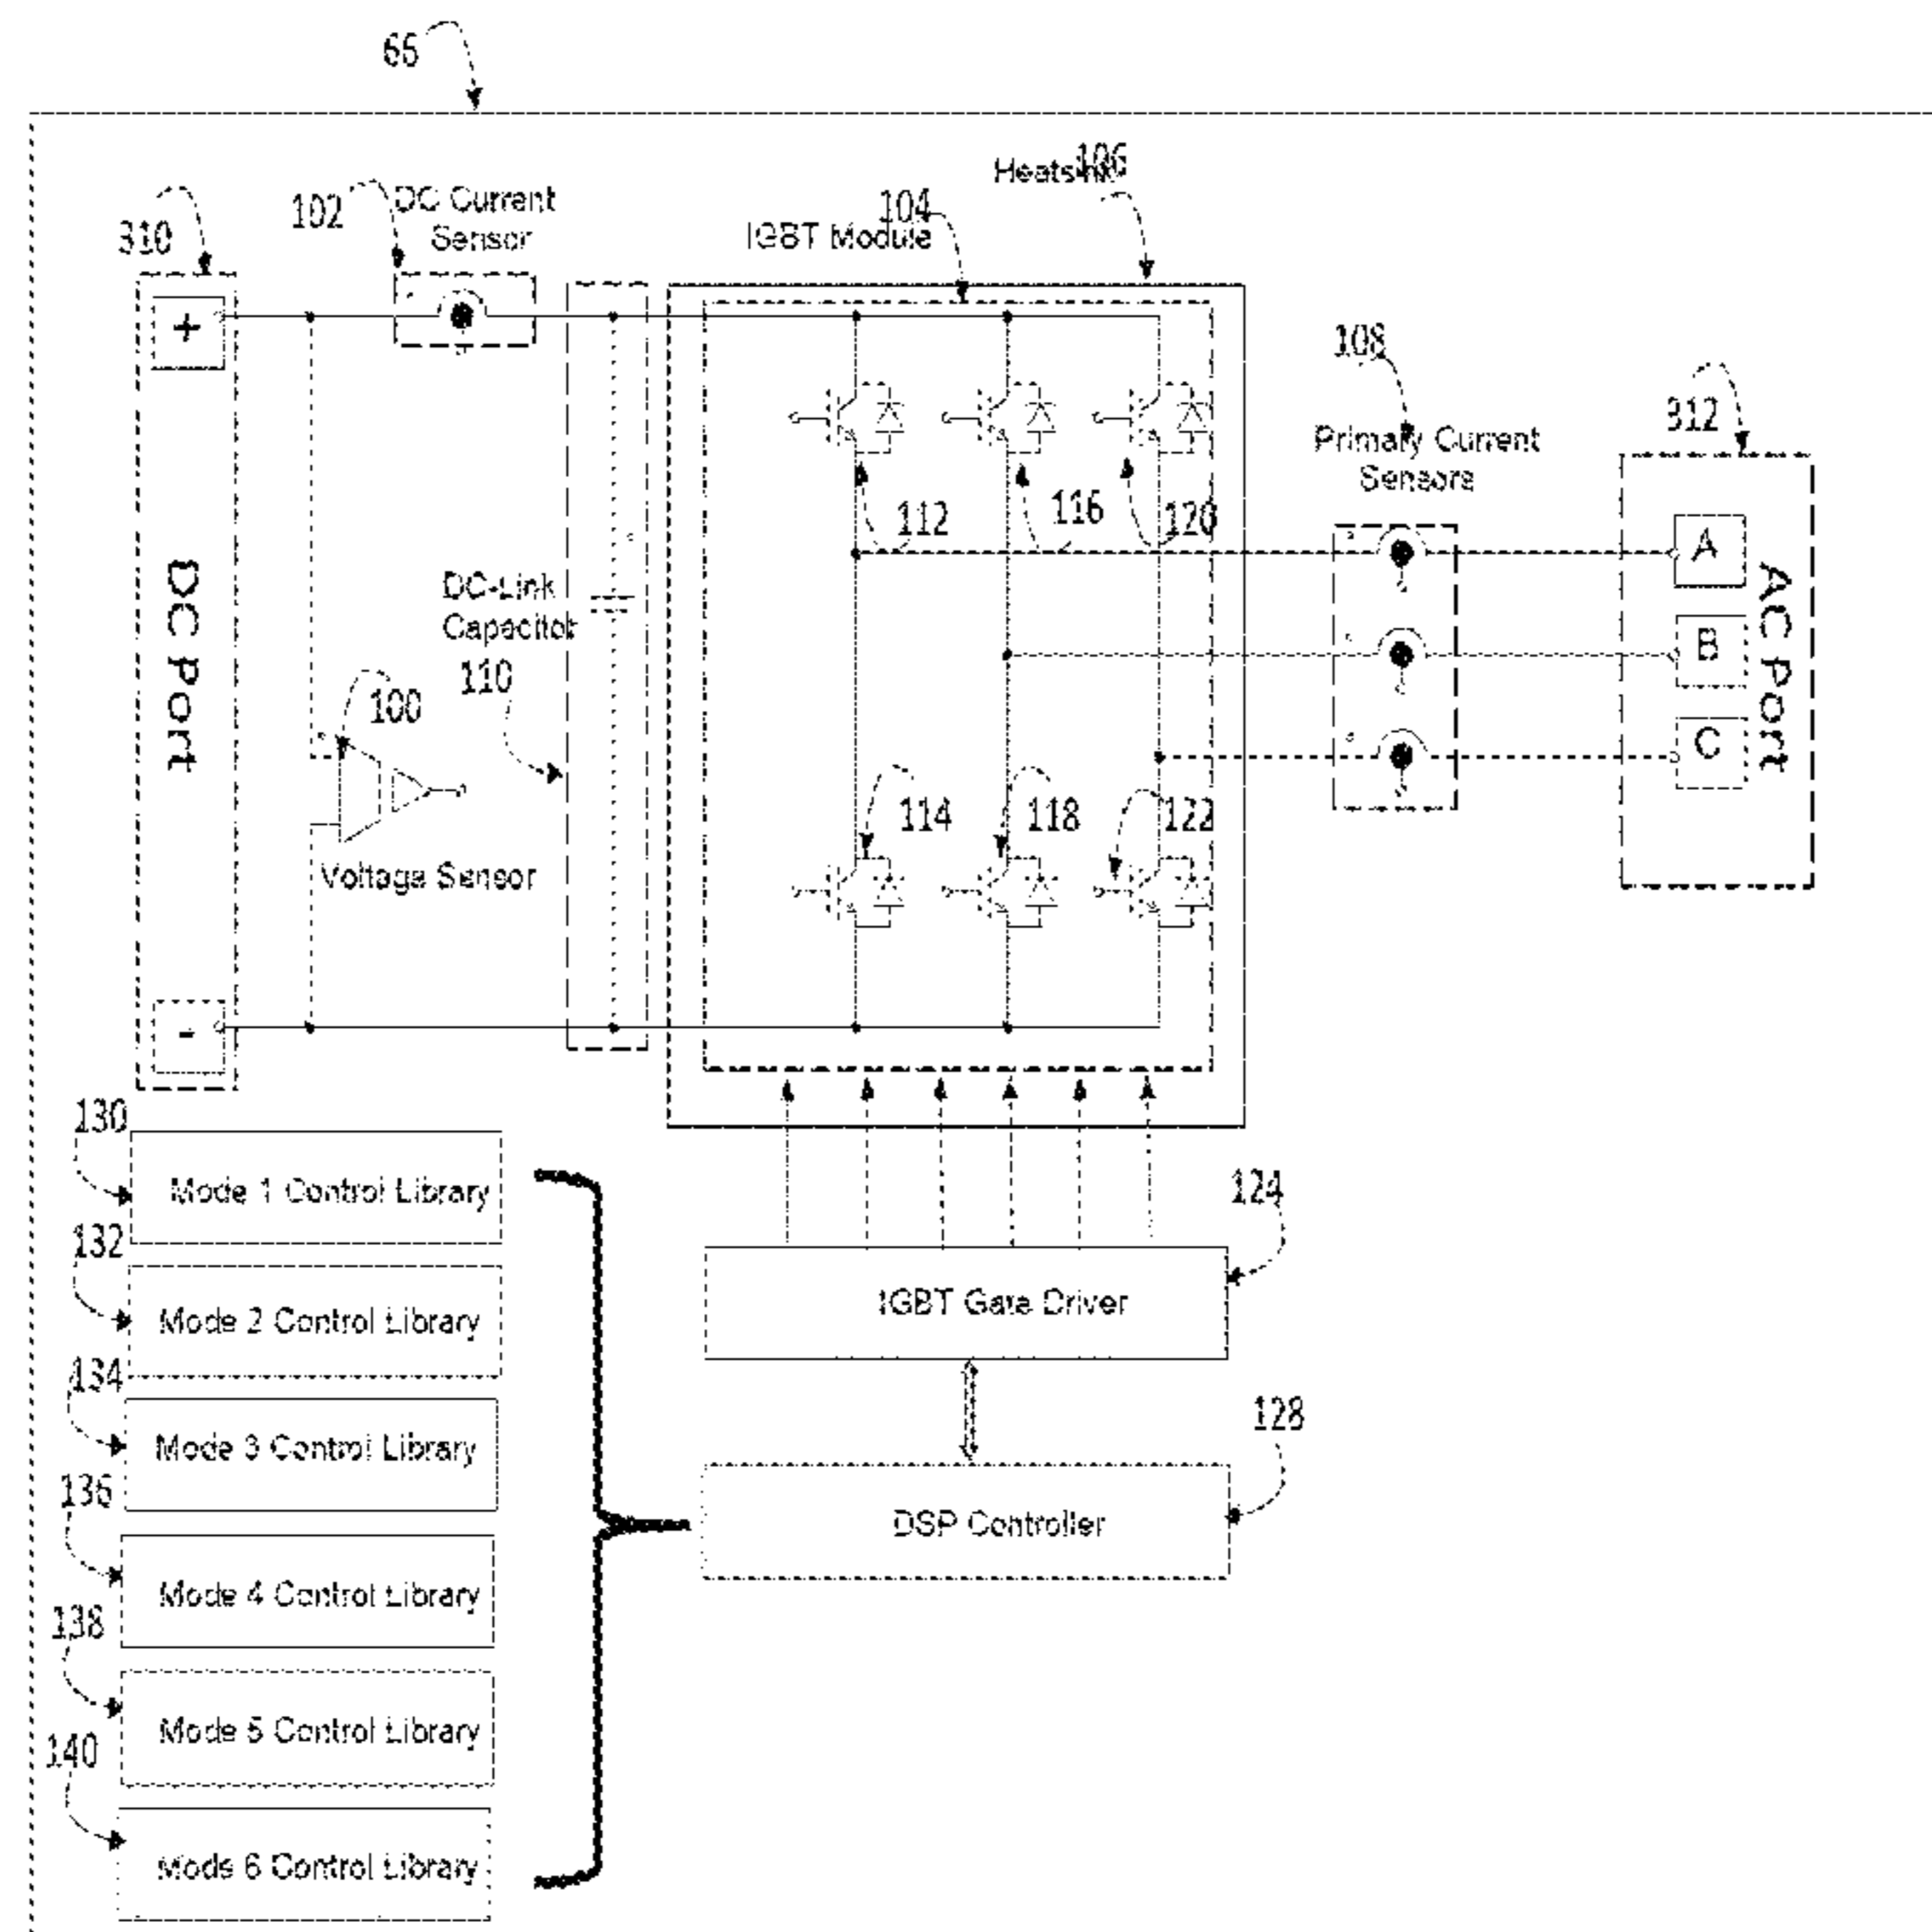 65
Heatsink
106
310
102
DC Current
Sensor
104
IGBT Module
+
108
312
Primary Current
Sensors
112
116
120
A
B
C
AC Port
DC Port
DC-Link
Capacitor
110
100
Voltage Sensor
114
118
122
-
130
Mode 1 Control Library
132
Mode 2 Control Library
134
Mode 3 Control Library
136
Mode 4 Control Library
138
Mode 5 Control Library
140
Mode 6 Control Library
124
IGBT Gate Driver
128
DSP Controller